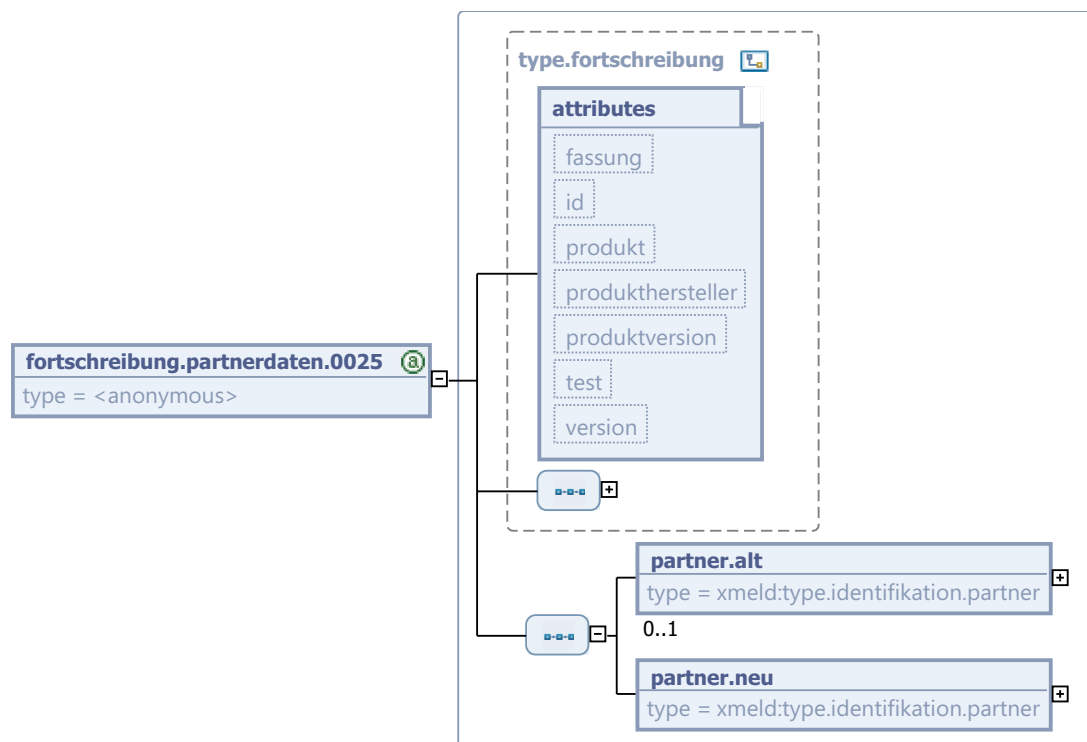 type.fortschreibung
attributes
fassung
id
produkt
produkthersteller
produktversion
test
version
fortschreibung.partnerdaten.0025 @
type = <anonymous>
partner.alt
type = xmeld:type.identifikation.partner
0..1
partner.neu
type = xmeld:type.identifikation.partner